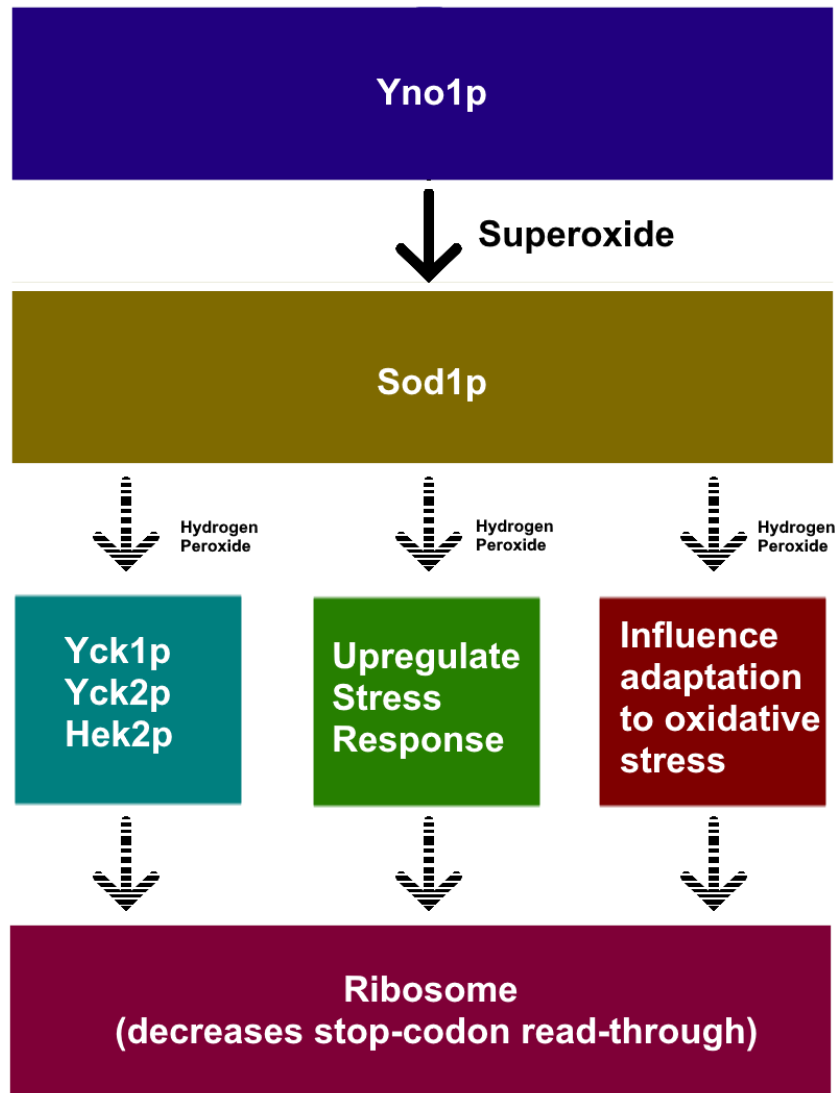 Yno1p
Superoxide
Sod1p
Hydrogen
Peroxide
Hydrogen
Peroxide
Hydrogen
Peroxide
Yck1p
Yck2p
Hek2p
Upregulate
Stress
Response
Influence
adaptation
to oxidative
stress
Ribosome
(decreases stop-codon read-through)